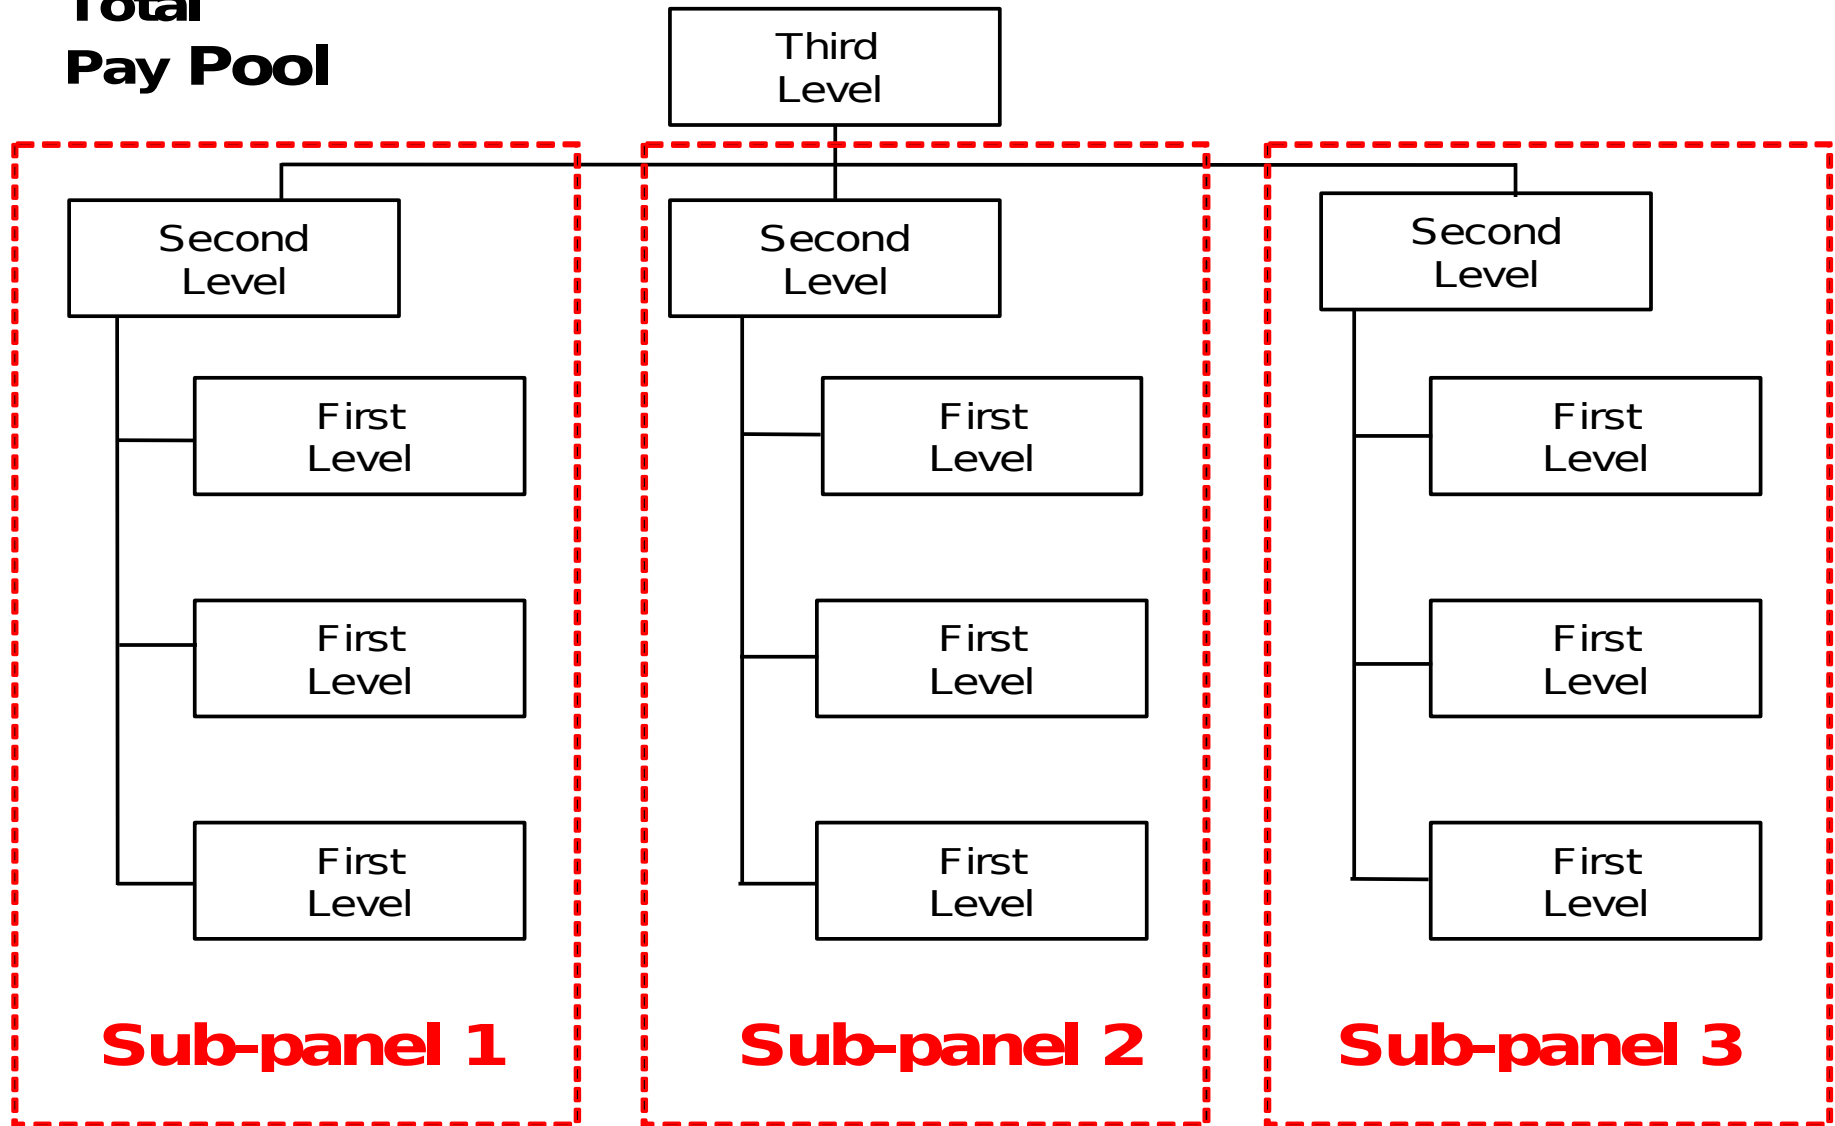 Total
Pay Pool
Third
Level
Second
Level
Second
Level
Second
Level
First
Level
First
Level
First
Level
First
Level
First
Level
First
Level
First
Level
First
Level
First
Level
Sub-panel 1
Sub-panel 2
Sub-panel 3